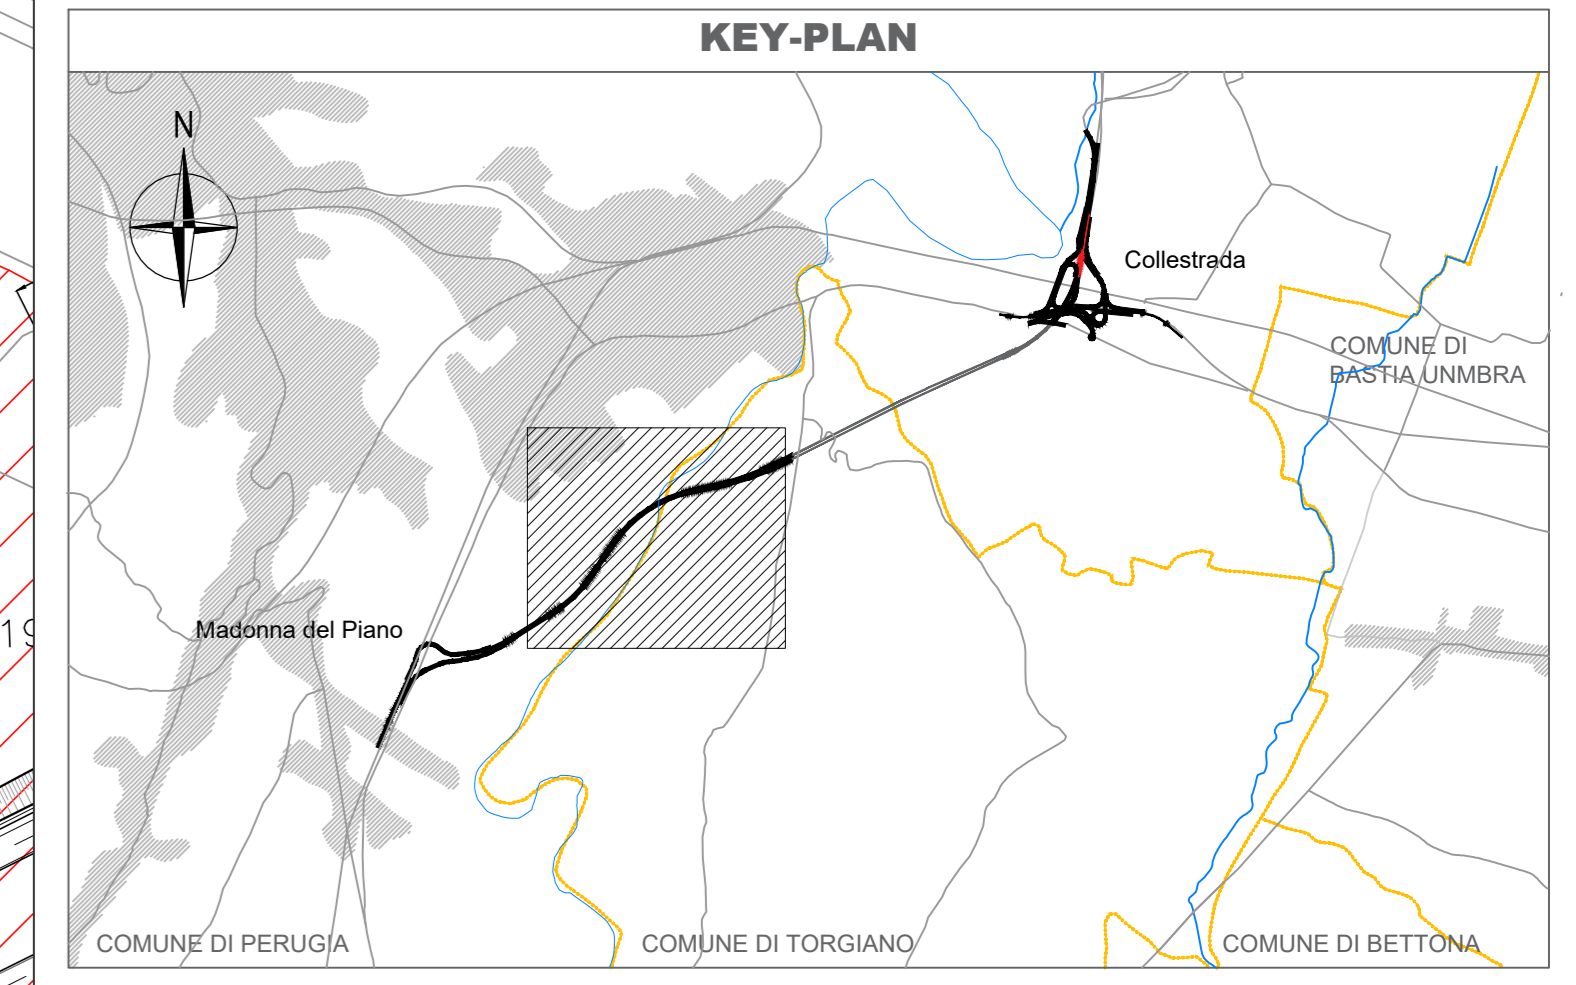 KEY-PLAN
N
Collestrada
COMUNE DI
BASTIA UNMBRA
Madonna del Piano
19
COMUNE DI PERUGIA
COMUNE DI TORGIANO
COMUNE DI BETTONA